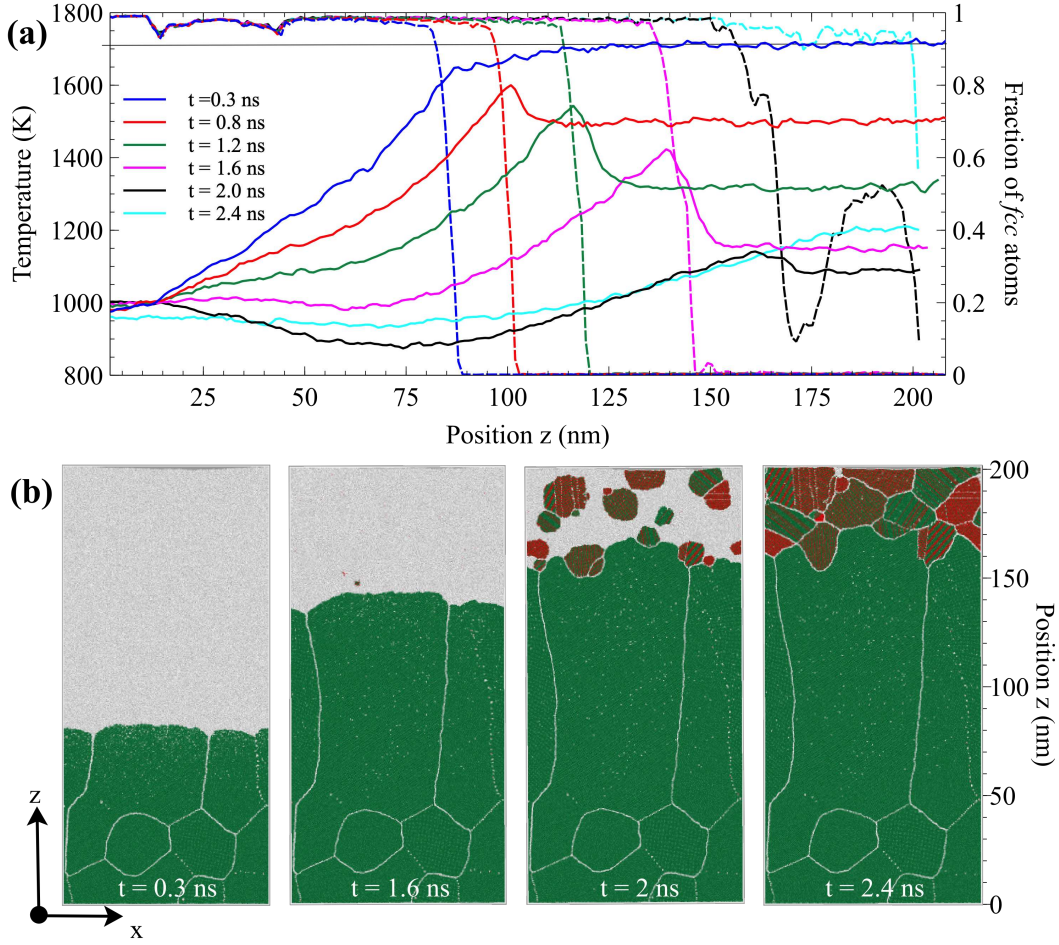 (a)
1800
1600
1400
1200
1000
800
Temperature (K)
t =0.3 ns
t = 0.8 ns
t = 1.2 ns
t = 1.6 ns
t = 2.0 ns
t = 2.4 ns
1
0.8
0.6
0.4
0.2
0
Fraction of fcc atoms
25 50 75 100 125 150 175 200
Position z (nm)
(b)
t = 0.3 ns
t = 1.6 ns
t = 2 ns
t = 2.4 ns
200
150
100
50
0
Position z (nm)
z
x